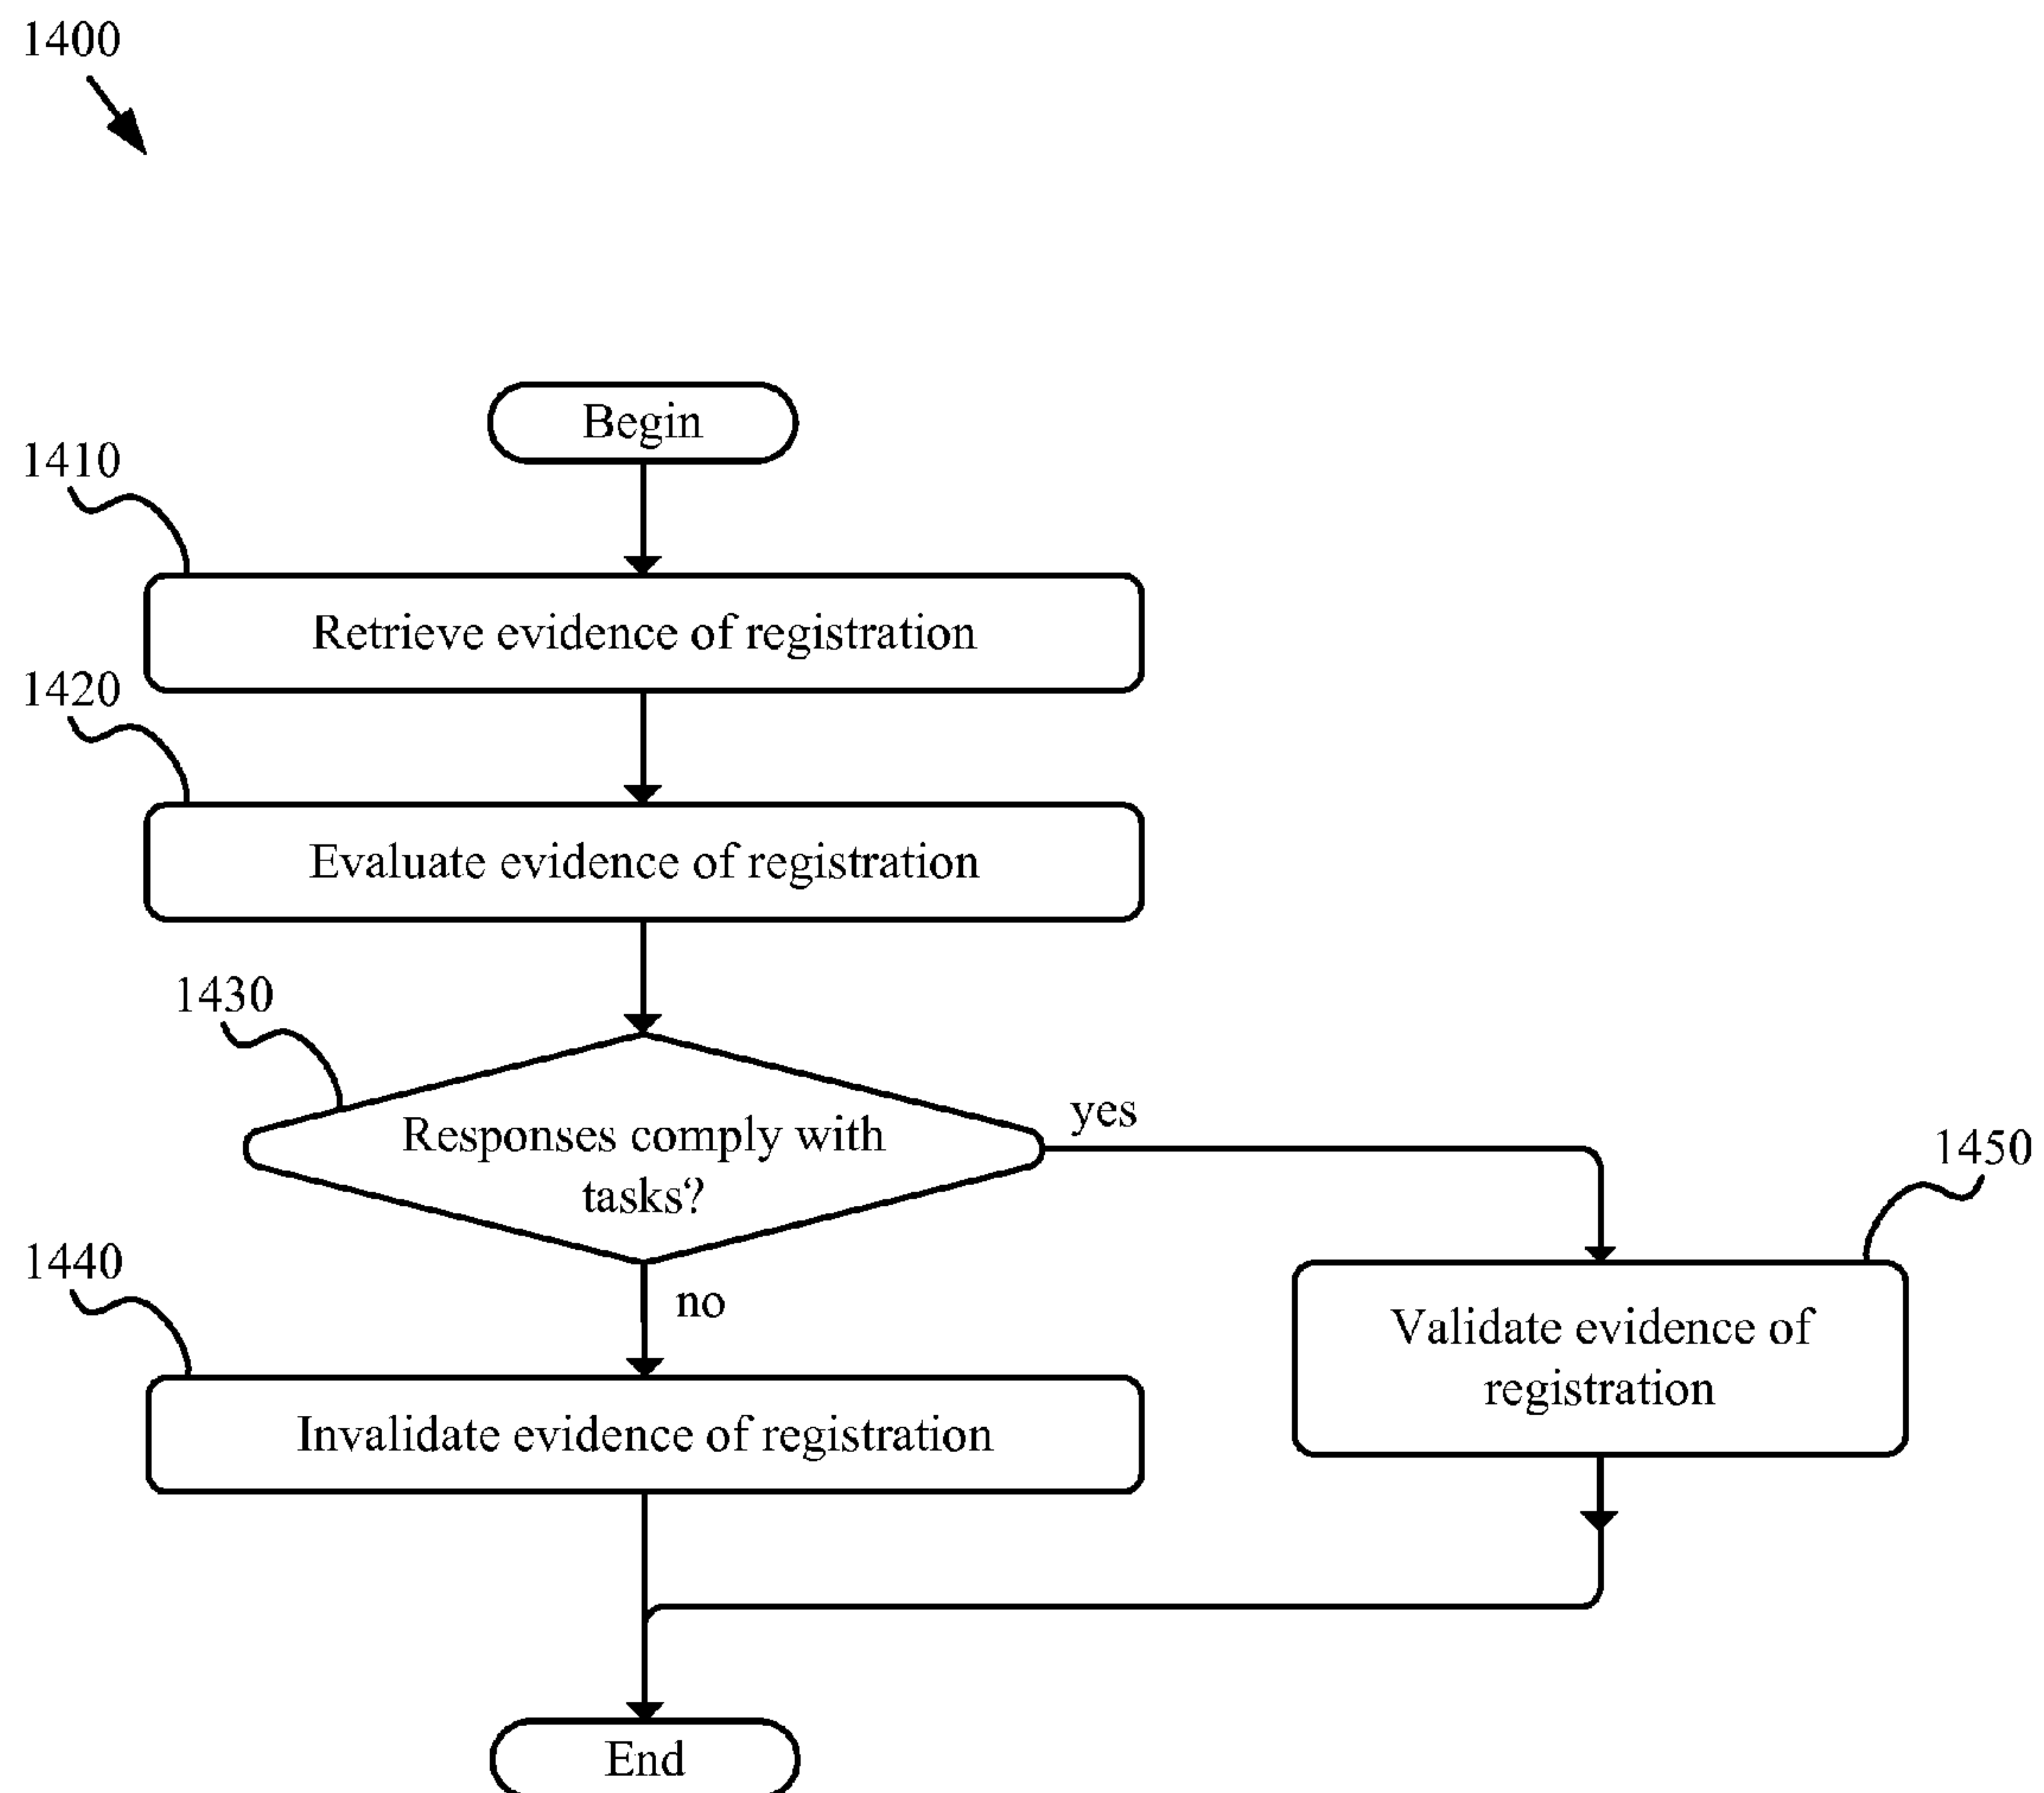 1400
Begin
1410
Retrieve evidence of registration
1420
Evaluate evidence of registration
1430
Responses comply with
tasks?
yes
1450
1440
no
Validate evidence of
registration
Invalidate evidence of registration
End